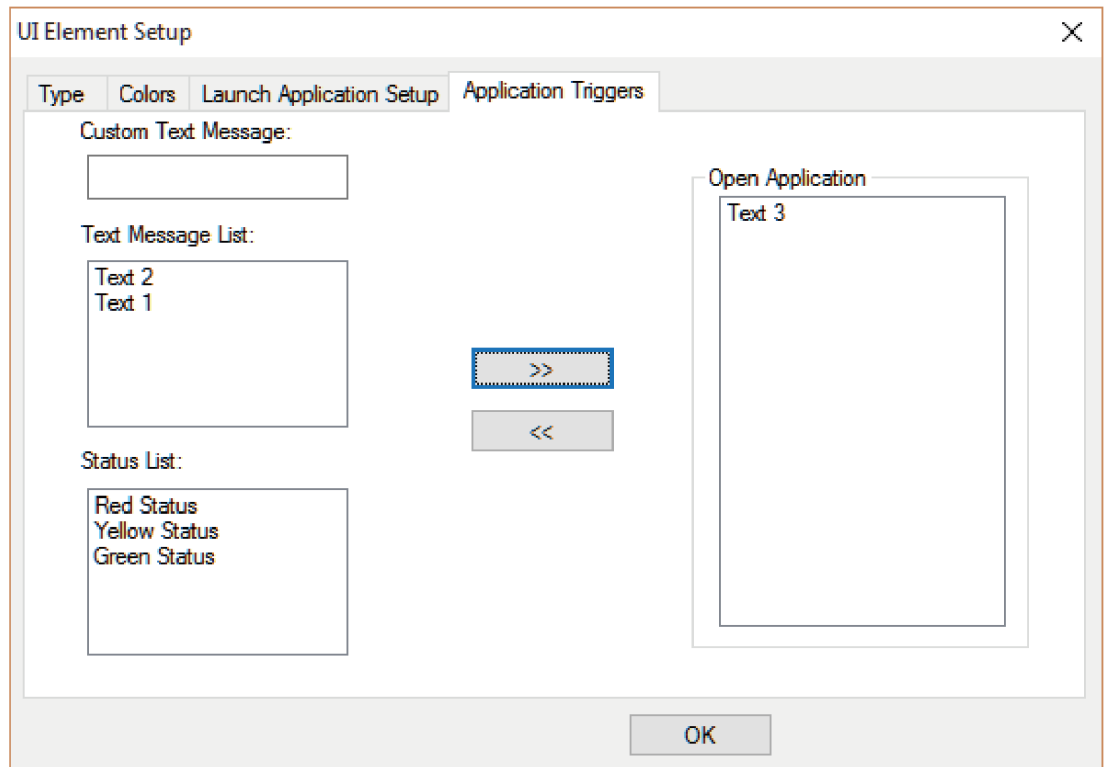 UI Element Setup
Type
Colors
Launch Application Setup
Application Triggers
Custom Text Message:
Text Message List:
Text 2
Text 1
Status List:
Red Status
Yellow Status
Green Status
>>
<<
Open Application
Text 3
OK